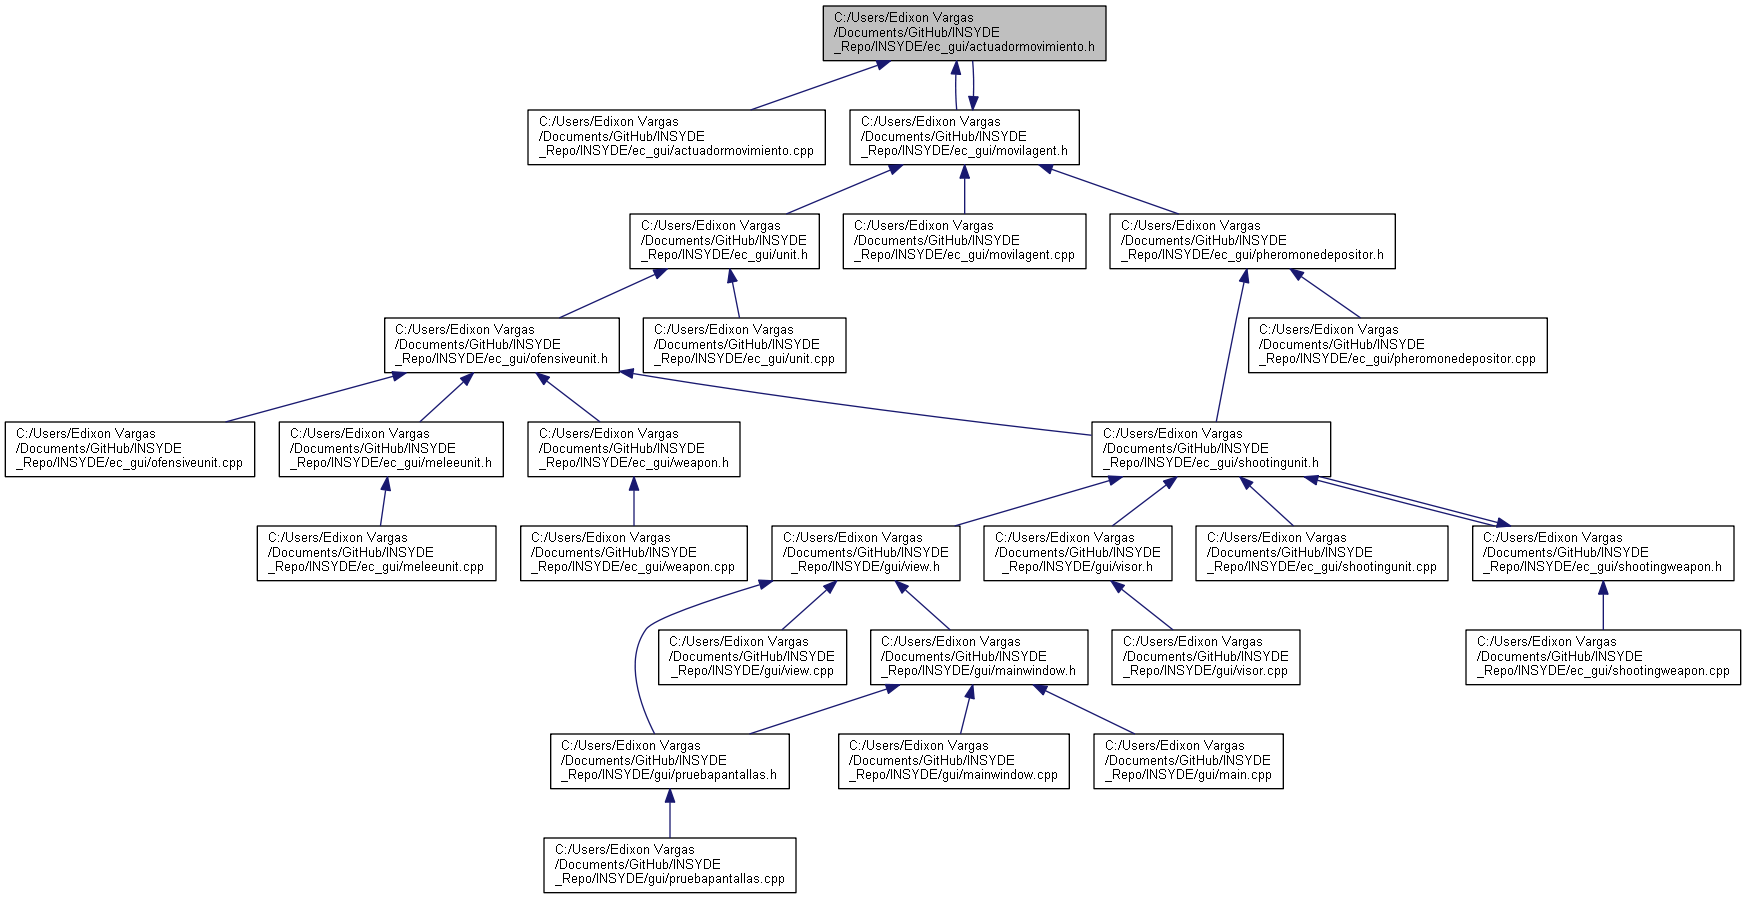 C:/Users/Edixon Vargas
/Documents/GitHub/INSYDE
_Repo/INSYDE/ec_gui/actuadormovimiento.h
C:/Users/Edixon Vargas
/Documents/GitHub/INSYDE
_Repo/INSYDE/ec_gui/actuadormovimiento.cpp
C:/Users/Edixon Vargas
/Documents/GitHub/INSYDE
_Repo/INSYDE/ec_gui/movilagent.h
C:/Users/Edixon Vargas
/Documents/GitHub/INSYDE
_Repo/INSYDE/ec_gui/unit.h
C:/Users/Edixon Vargas
/Documents/GitHub/INSYDE
_Repo/INSYDE/ec_gui/movilagent.cpp
C:/Users/Edixon Vargas
/Documents/GitHub/INSYDE
_Repo/INSYDE/ec_gui/pheromonedepositor.h
C:/Users/Edixon Vargas
/Documents/GitHub/INSYDE
_Repo/INSYDE/ec_gui/ofensiveunit.h
C:/Users/Edixon Vargas
/Documents/GitHub/INSYDE
_Repo/INSYDE/ec_gui/unit.cpp
C:/Users/Edixon Vargas
/Documents/GitHub/INSYDE
_Repo/INSYDE/ec_gui/pheromonedepositor.cpp
C:/Users/Edixon Vargas
/Documents/GitHub/INSYDE
_Repo/INSYDE/ec_gui/ofensiveunit.cpp
C:/Users/Edixon Vargas
/Documents/GitHub/INSYDE
_Repo/INSYDE/ec_gui/meleeunit.h
C:/Users/Edixon Vargas
/Documents/GitHub/INSYDE
_Repo/INSYDE/ec_gui/weapon.h
C:/Users/Edixon Vargas
/Documents/GitHub/INSYDE
_Repo/INSYDE/ec_gui/shootingunit.h
C:/Users/Edixon Vargas
/Documents/GitHub/INSYDE
_Repo/INSYDE/ec_gui/meleeunit.cpp
C:/Users/Edixon Vargas
/Documents/GitHub/INSYDE
_Repo/INSYDE/ec_gui/weapon.cpp
C:/Users/Edixon Vargas
/Documents/GitHub/INSYDE
_Repo/INSYDE/gui/view.h
C:/Users/Edixon Vargas
/Documents/GitHub/INSYDE
_Repo/INSYDE/gui/visor.h
C:/Users/Edixon Vargas
/Documents/GitHub/INSYDE
_Repo/INSYDE/ec_gui/shootingunit.cpp
C:/Users/Edixon Vargas
/Documents/GitHub/INSYDE
_Repo/INSYDE/ec_gui/shootingweapon.h
C:/Users/Edixon Vargas
/Documents/GitHub/INSYDE
_Repo/INSYDE/gui/view.cpp
C:/Users/Edixon Vargas
/Documents/GitHub/INSYDE
_Repo/INSYDE/gui/mainwindow.h
C:/Users/Edixon Vargas
/Documents/GitHub/INSYDE
_Repo/INSYDE/gui/visor.cpp
C:/Users/Edixon Vargas
/Documents/GitHub/INSYDE
_Repo/INSYDE/ec_gui/shootingweapon.cpp
C:/Users/Edixon Vargas
/Documents/GitHub/INSYDE
_Repo/INSYDE/gui/pruebapantallas.h
C:/Users/Edixon Vargas
/Documents/GitHub/INSYDE
_Repo/INSYDE/gui/mainwindow.cpp
C:/Users/Edixon Vargas
/Documents/GitHub/INSYDE
_Repo/INSYDE/gui/main.cpp
C:/Users/Edixon Vargas
/Documents/GitHub/INSYDE
_Repo/INSYDE/gui/pruebapantallas.cpp